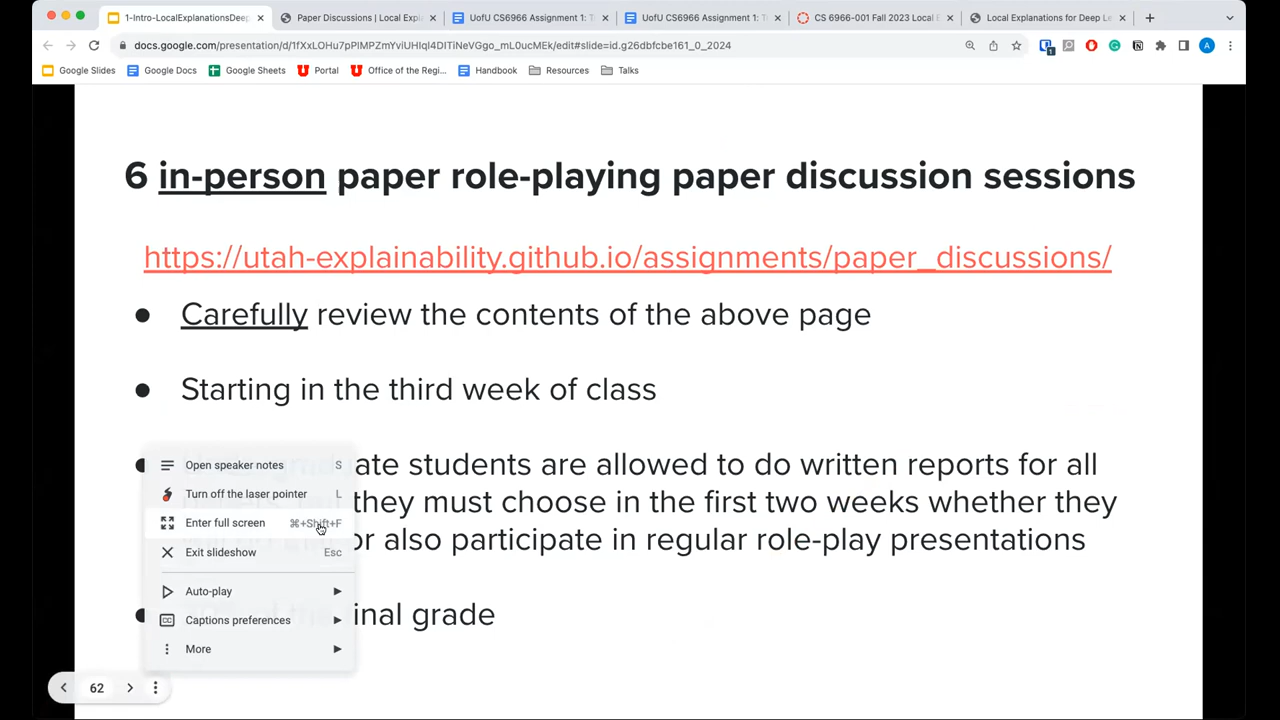 1-Intro-LocalExplanationsDeep
Paper Discussions | Local Expl
UofU CS6966 Assignment 1: T
UofU CS6966 Assignment 1: T
CS 6966-001 Fall 2023 Local E
Local Explanations for Deep Le
docs.google.com/presentation/d/1fXxLOHu7pPlMPZmYviUHIql4DITiNeVGgo_mL0ucMEk/edit#slide=id.g26dbfcbe161_0_2024
Google Slides
Google Docs
Google Sheets
Portal
Office of the Regi...
Handbook
Resources
Talks
6 in-person paper role-playing paper discussion sessions
https://utah-explainability.github.io/assignments/paper_discussions/
● Carefully review the contents of the above page
● Starting in the third week of class
ate students are allowed to do written reports for all
they must choose in the first two weeks whether they
or also participate in regular role-play presentations
inal grade
Open speaker notes S
Turn off the laser pointer L
Enter full screen ⌘+Shift+F
Exit slideshow Esc
Auto-play
Captions preferences
More
62